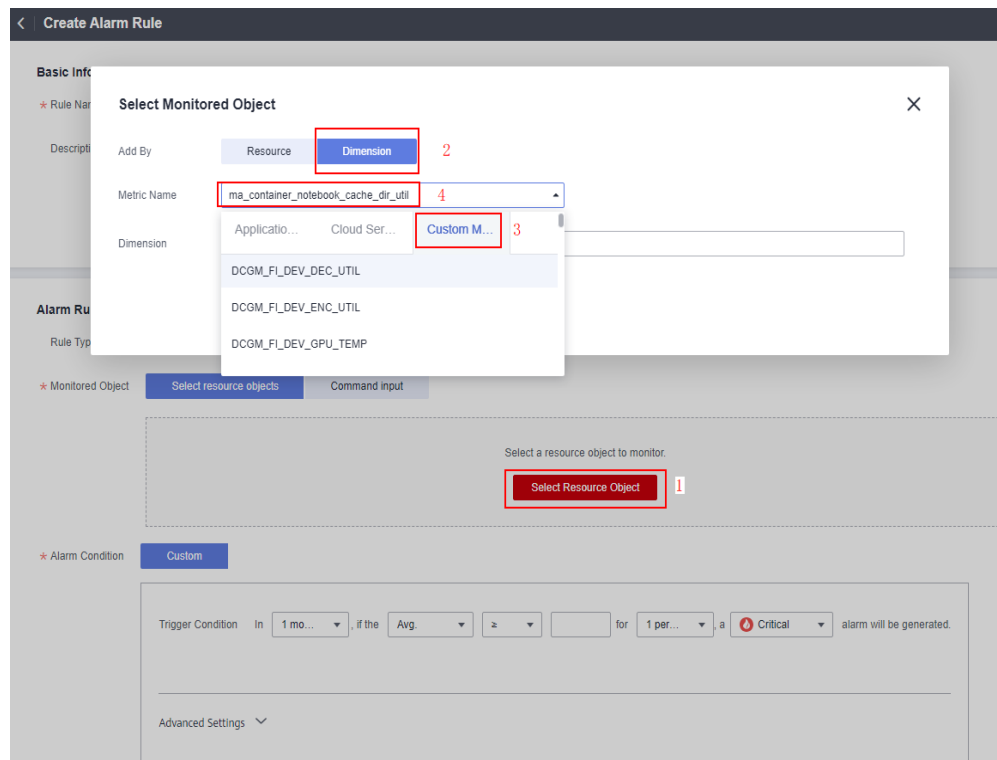 Create Alarm Rule
Basic Info
* Rule Nar
Select Monitored Object
Descripti
Add By Resource Dimension 2
Metric Name ma_container_notebook_cache_dir_util 4
Applicatio... Cloud Ser... Custom M... 3
Dimension
DCGM_FI_DEV_DEC_UTIL
DCGM_FI_DEV_ENC_UTIL
Alarm Ru
DCGM_FI_DEV_GPU_TEMP
Rule Typ
* Monitored Object Select resource objects Command input
Select a resource object to monitor.
Select Resource Object 1
* Alarm Condition Custom
Trigger Condition In 1 mo... , if the Avg. ≥ for 1 per... , a Critical alarm will be generated.
Advanced Settings